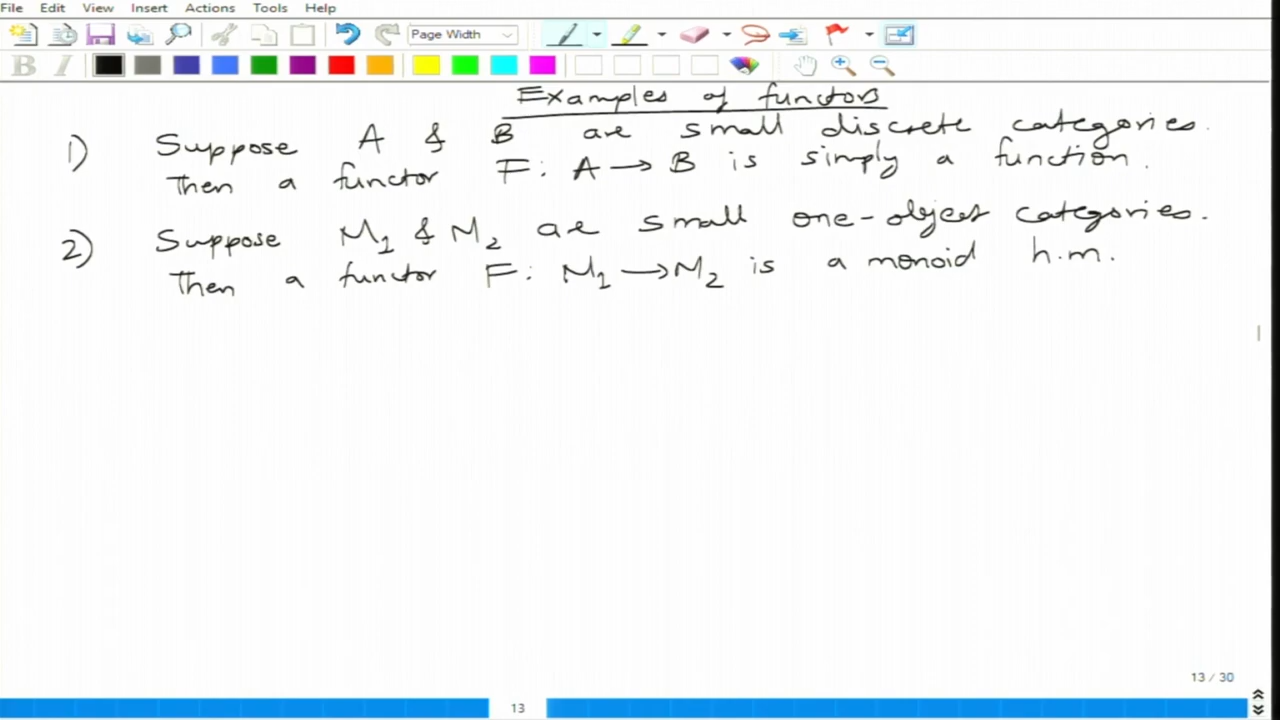 File Edit View Insert Actions Tools Help
Page Width
B I
Examples of functors
1) Suppose A & B are small discrete categories.
Then a functor F: A → B is simply a function.
2) Suppose M₁ & M₂ are small one-object categories.
Then a functor F: M₁ → M₂ is a monoid h.m.
13 / 30
13